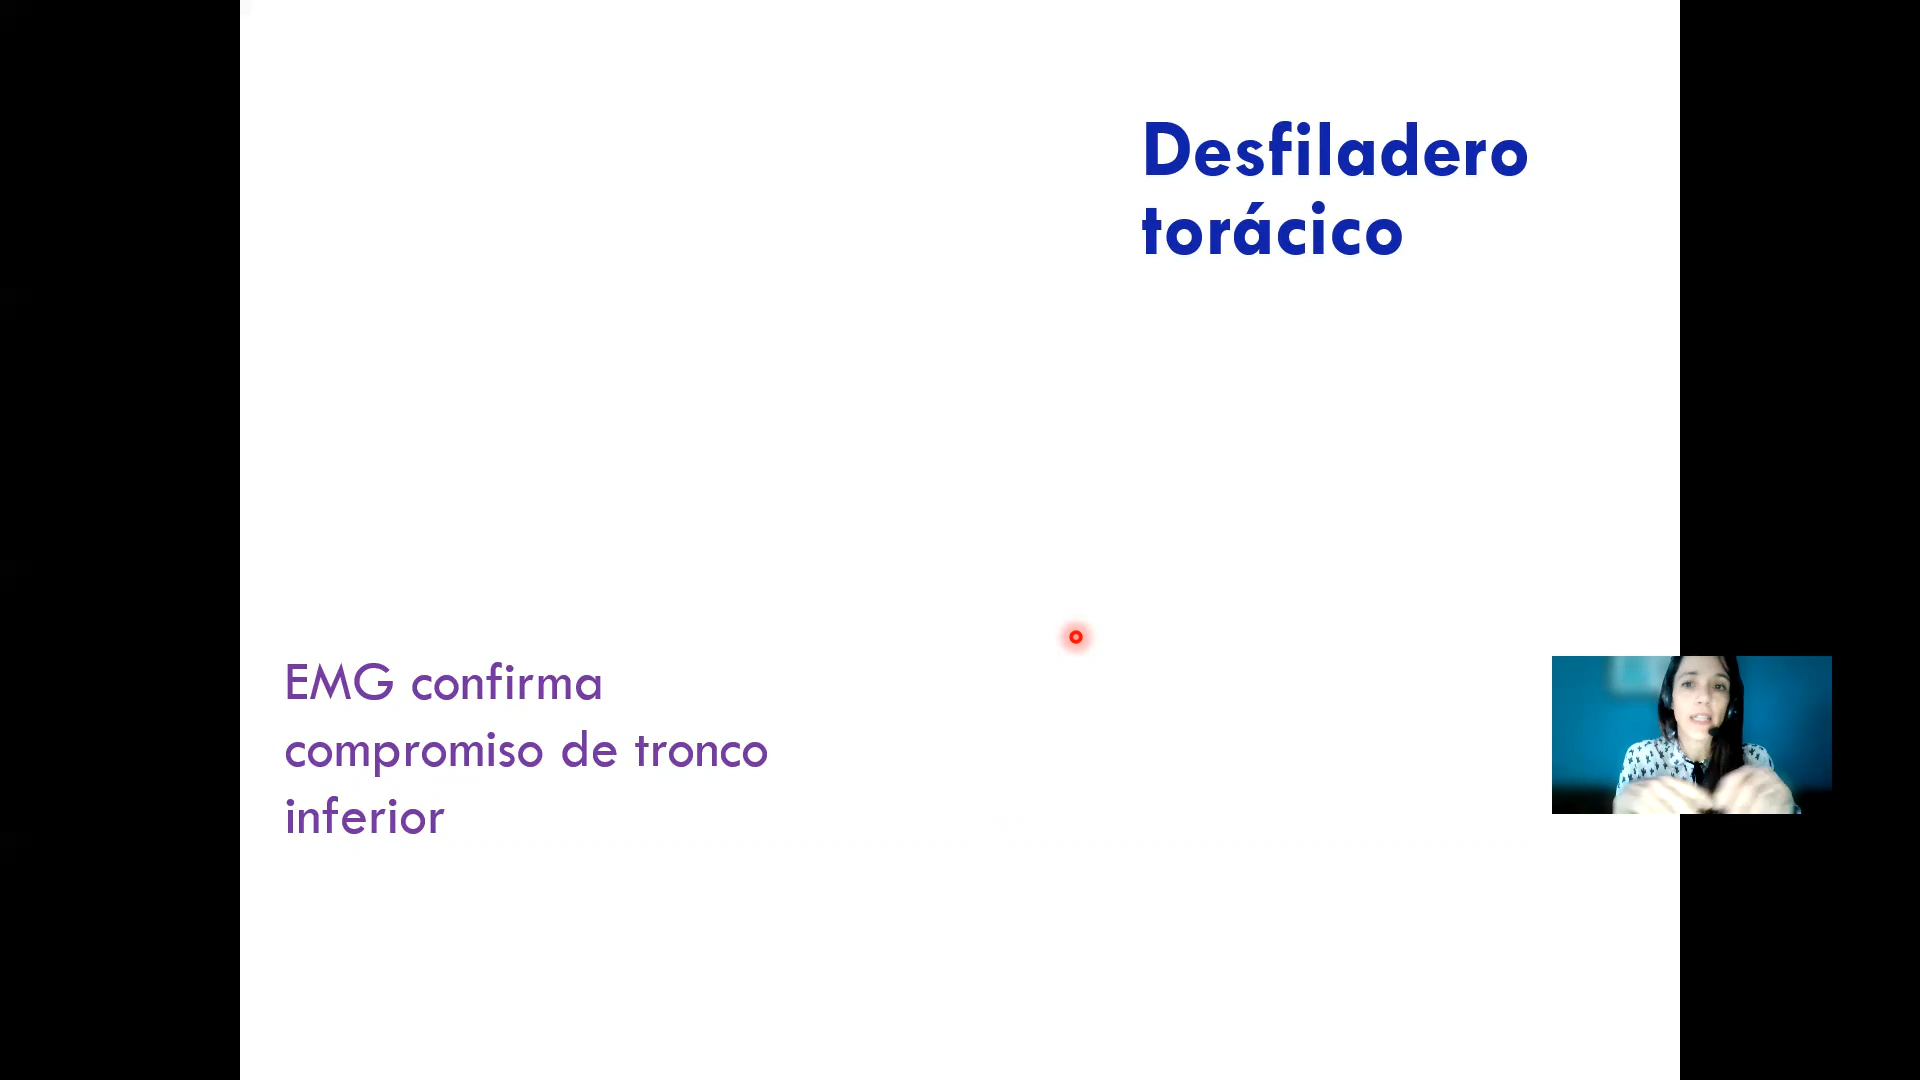 Desfiladero
torácico
EMG confirma
compromiso de tronco
inferior